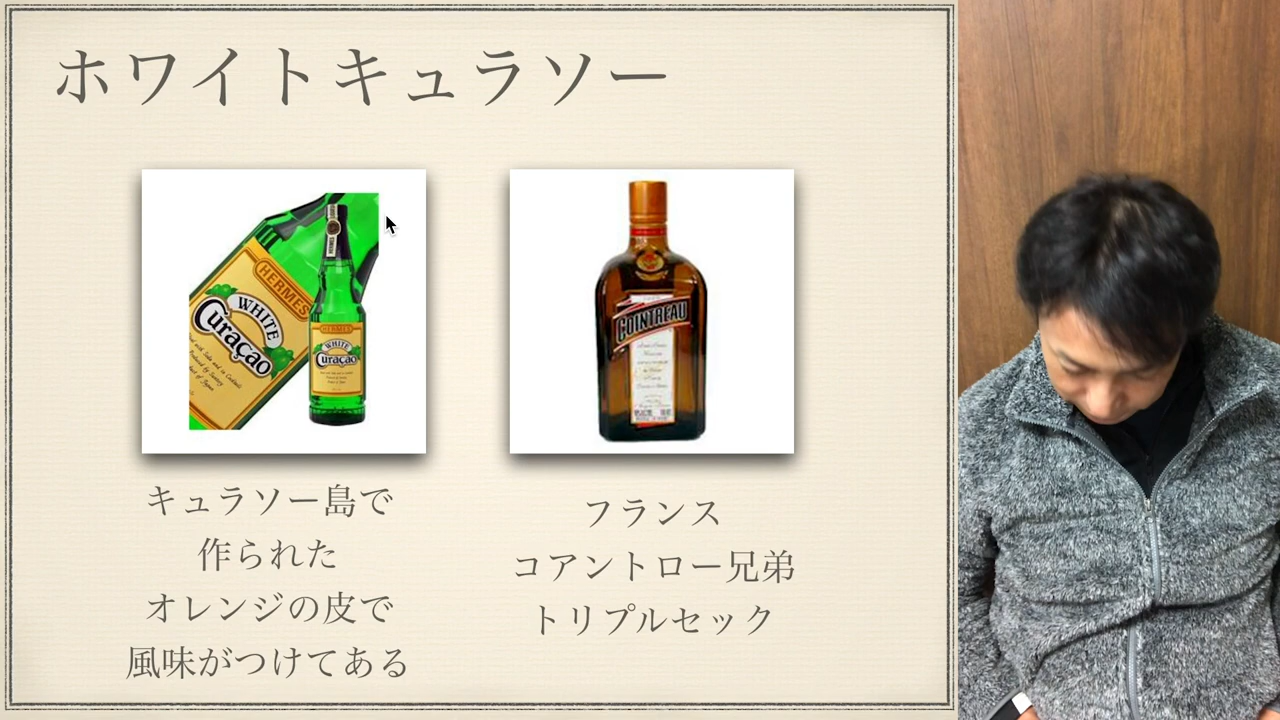 ホワイトキュラソー
HERMES
WHITE
Curaçao
HERMES
WHITE
Curaçao
COINTREAU
キュラソー島で
作られた
オレンジの皮で
風味がつけてある
フランス
コアントロー兄弟
トリプルセック